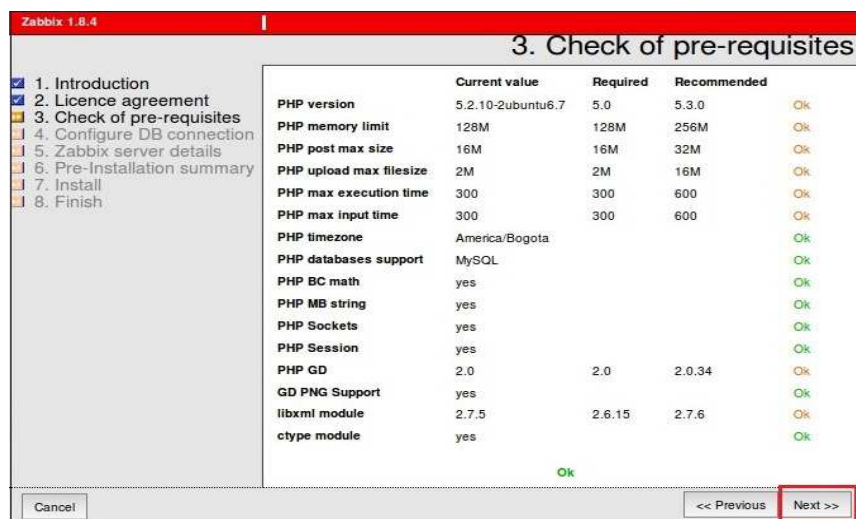 Zabbix 1.8.4
3. Check of pre-requisites
1. Introduction
2. Licence agreement
3. Check of pre-requisites
4. Configure DB connection
5. Zabbix server details
6. Pre-Installation summary
7. Install
8. Finish
Current value Required Recommended
PHP version 5.2.10-2ubuntu6.7 5.0 5.3.0 Ok
PHP memory limit 128M 128M 256M Ok
PHP post max size 16M 16M 32M Ok
PHP upload max filesize 2M 2M 16M Ok
PHP max execution time 300 300 600 Ok
PHP max input time 300 300 600 Ok
PHP timezone America/Bogota Ok
PHP databases support MySQL Ok
PHP BC math yes Ok
PHP MB string yes Ok
PHP Sockets yes Ok
PHP Session yes Ok
PHP GD 2.0 2.0 2.0.34 Ok
GD PNG Support yes Ok
libxml module 2.7.5 2.6.15 2.7.6 Ok
ctype module yes Ok
Ok
Cancel << Previous Next >>